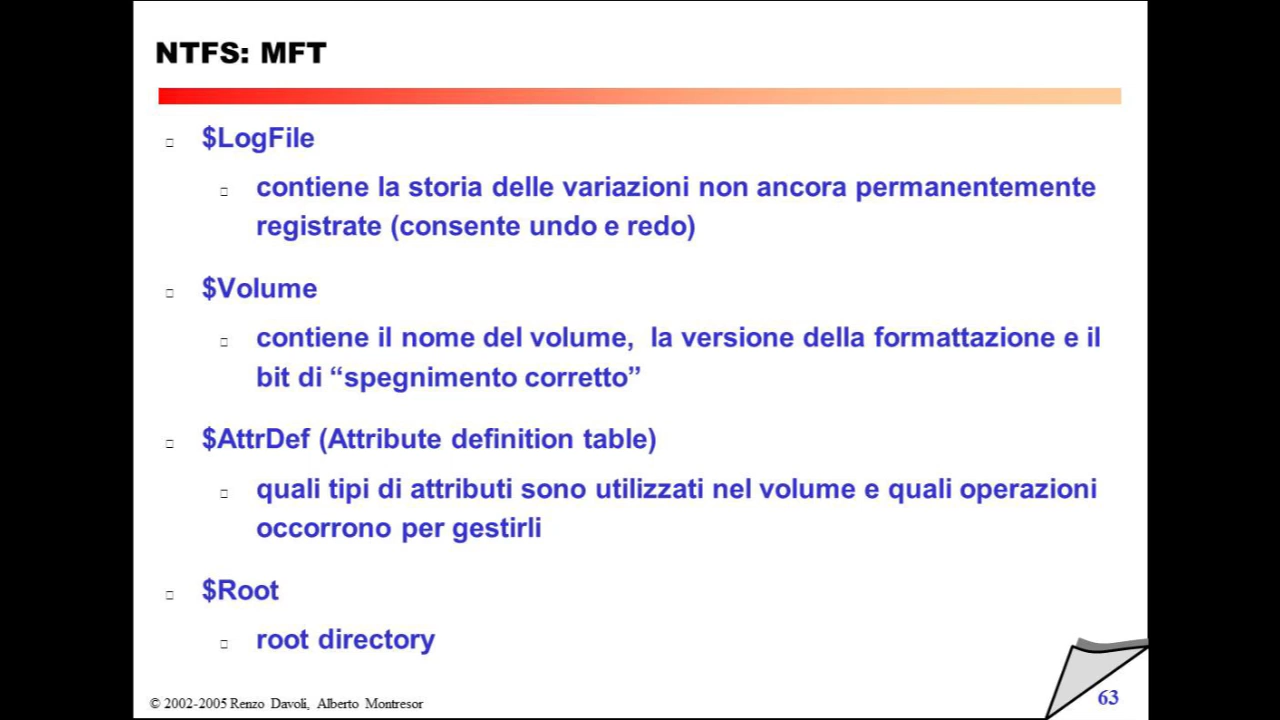 NTFS: MFT
$LogFile
contiene la storia delle variazioni non ancora permanentemente
registrate (consente undo e redo)
$Volume
contiene il nome del volume, la versione della formattazione e il
bit di “spegnimento corretto”
$AttrDef (Attribute definition table)
quali tipi di attributi sono utilizzati nel volume e quali operazioni
occorrono per gestirli
$Root
root directory
© 2002-2005 Renzo Davoli, Alberto Montresor
63